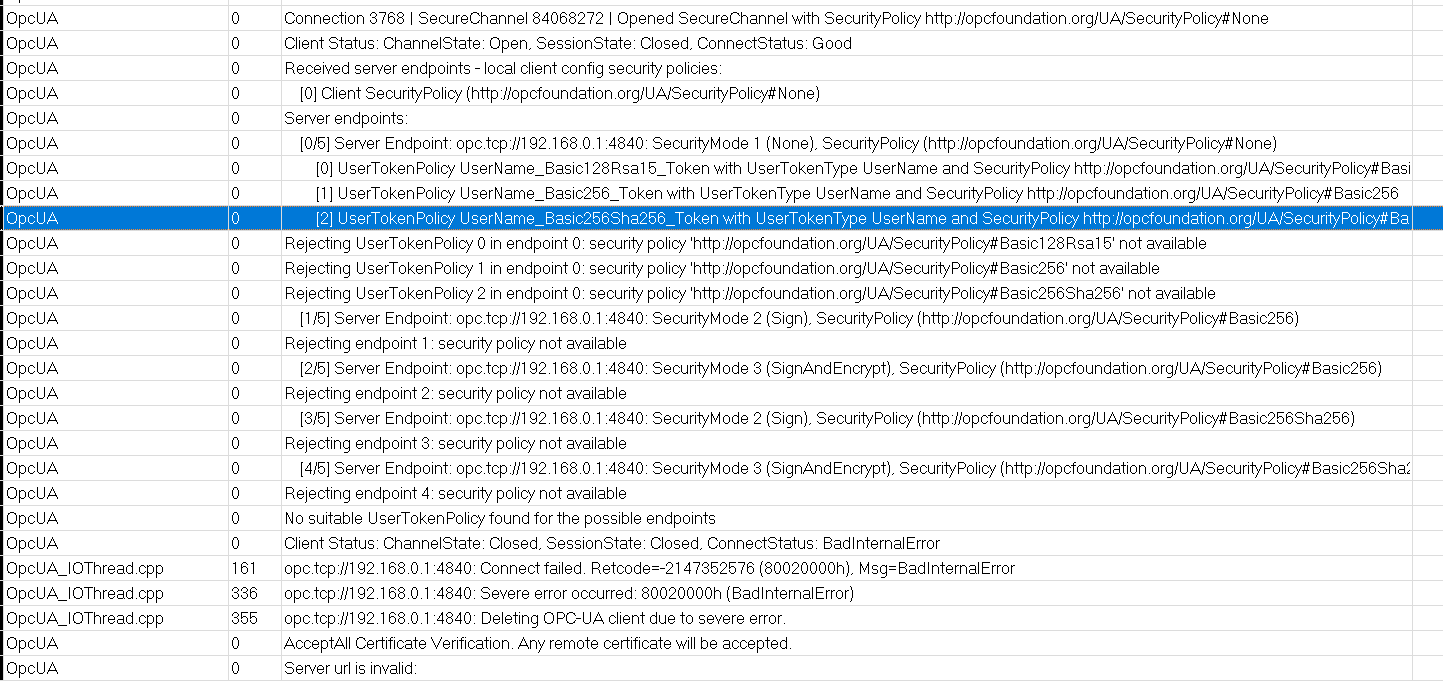 OpcUA 0 Connection 3768 | SecureChannel 84068272 | Opened SecureChannel with SecurityPolicy http://opcfoundation.org/UA/SecurityPolicy#None
OpcUA 0 Client Status: ChannelState: Open, SessionState: Closed, ConnectStatus: Good
OpcUA 0 Received server endpoints - local client config security policies:
OpcUA 0 [0] Client SecurityPolicy (http://opcfoundation.org/UA/SecurityPolicy#None)
OpcUA 0 Server endpoints:
OpcUA 0 [0/5] Server Endpoint: opc.tcp://192.168.0.1:4840: SecurityMode 1 (None), SecurityPolicy (http://opcfoundation.org/UA/SecurityPolicy#None)
OpcUA 0 [0] UserTokenPolicy UserName_Basic128Rsa15_Token with UserTokenType UserName and SecurityPolicy http://opcfoundation.org/UA/SecurityPolicy#Basi
OpcUA 0 [1] UserTokenPolicy UserName_Basic256_Token with UserTokenType UserName and SecurityPolicy http://opcfoundation.org/UA/SecurityPolicy#Basic256
OpcUA 0 [2] UserTokenPolicy UserName_Basic256Sha256_Token with UserTokenType UserName and SecurityPolicy http://opcfoundation.org/UA/SecurityPolicy#Ba
OpcUA 0 Rejecting UserTokenPolicy 0 in endpoint 0: security policy 'http://opcfoundation.org/UA/SecurityPolicy#Basic128Rsa15' not available
OpcUA 0 Rejecting UserTokenPolicy 1 in endpoint 0: security policy 'http://opcfoundation.org/UA/SecurityPolicy#Basic256' not available
OpcUA 0 Rejecting UserTokenPolicy 2 in endpoint 0: security policy 'http://opcfoundation.org/UA/SecurityPolicy#Basic256Sha256' not available
OpcUA 0 [1/5] Server Endpoint: opc.tcp://192.168.0.1:4840: SecurityMode 2 (Sign), SecurityPolicy (http://opcfoundation.org/UA/SecurityPolicy#Basic256)
OpcUA 0 Rejecting endpoint 1: security policy not available
OpcUA 0 [2/5] Server Endpoint: opc.tcp://192.168.0.1:4840: SecurityMode 3 (SignAndEncrypt), SecurityPolicy (http://opcfoundation.org/UA/SecurityPolicy#Basic256)
OpcUA 0 Rejecting endpoint 2: security policy not available
OpcUA 0 [3/5] Server Endpoint: opc.tcp://192.168.0.1:4840: SecurityMode 2 (Sign), SecurityPolicy (http://opcfoundation.org/UA/SecurityPolicy#Basic256Sha256)
OpcUA 0 Rejecting endpoint 3: security policy not available
OpcUA 0 [4/5] Server Endpoint: opc.tcp://192.168.0.1:4840: SecurityMode 3 (SignAndEncrypt), SecurityPolicy (http://opcfoundation.org/UA/SecurityPolicy#Basic256Sha2
OpcUA 0 Rejecting endpoint 4: security policy not available
OpcUA 0 No suitable UserTokenPolicy found for the possible endpoints
OpcUA 0 Client Status: ChannelState: Closed, SessionState: Closed, ConnectStatus: BadInternalError
OpcUA_IOThread.cpp 161 opc.tcp://192.168.0.1:4840: Connect failed. Retcode=-2147352576 (80020000h), Msg=BadInternalError
OpcUA_IOThread.cpp 336 opc.tcp://192.168.0.1:4840: Severe error occurred: 80020000h (BadInternalError)
OpcUA_IOThread.cpp 355 opc.tcp://192.168.0.1:4840: Deleting OPC-UA client due to severe error.
OpcUA 0 AcceptAll Certificate Verification. Any remote certificate will be accepted.
OpcUA 0 Server url is invalid: